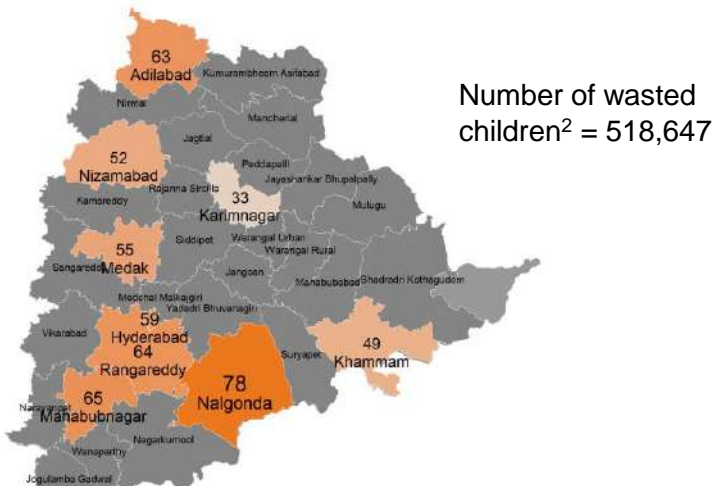 63
Adilabad
Kumurambheem Asifabad
Nirmal
Mancherial
Jagtial
52
Nizamabad
Peddapalli
Jayashankar Bhupalpally
Rajanna Sircilla
33
Karimnagar
Kamareddy
Mulugu
55
Medak
Siddipet
Warangal Urban
Warangal Rural
Sangareddy
Jangoan
Mahabubabad
Bhadradri Kothagudem
Medchal Malkajgiri
Yadadri Bhuvanagiri
59
Hyderabad
64
Rangareddy
Vikarabad
Suryapet
49
Khammam
78
Nalgonda
65
Mahabubnagar
Narayanpet
Nagarkurnool
Wanaparthy
Jogulamba Gadwal
Number of wasted
children² = 518,647